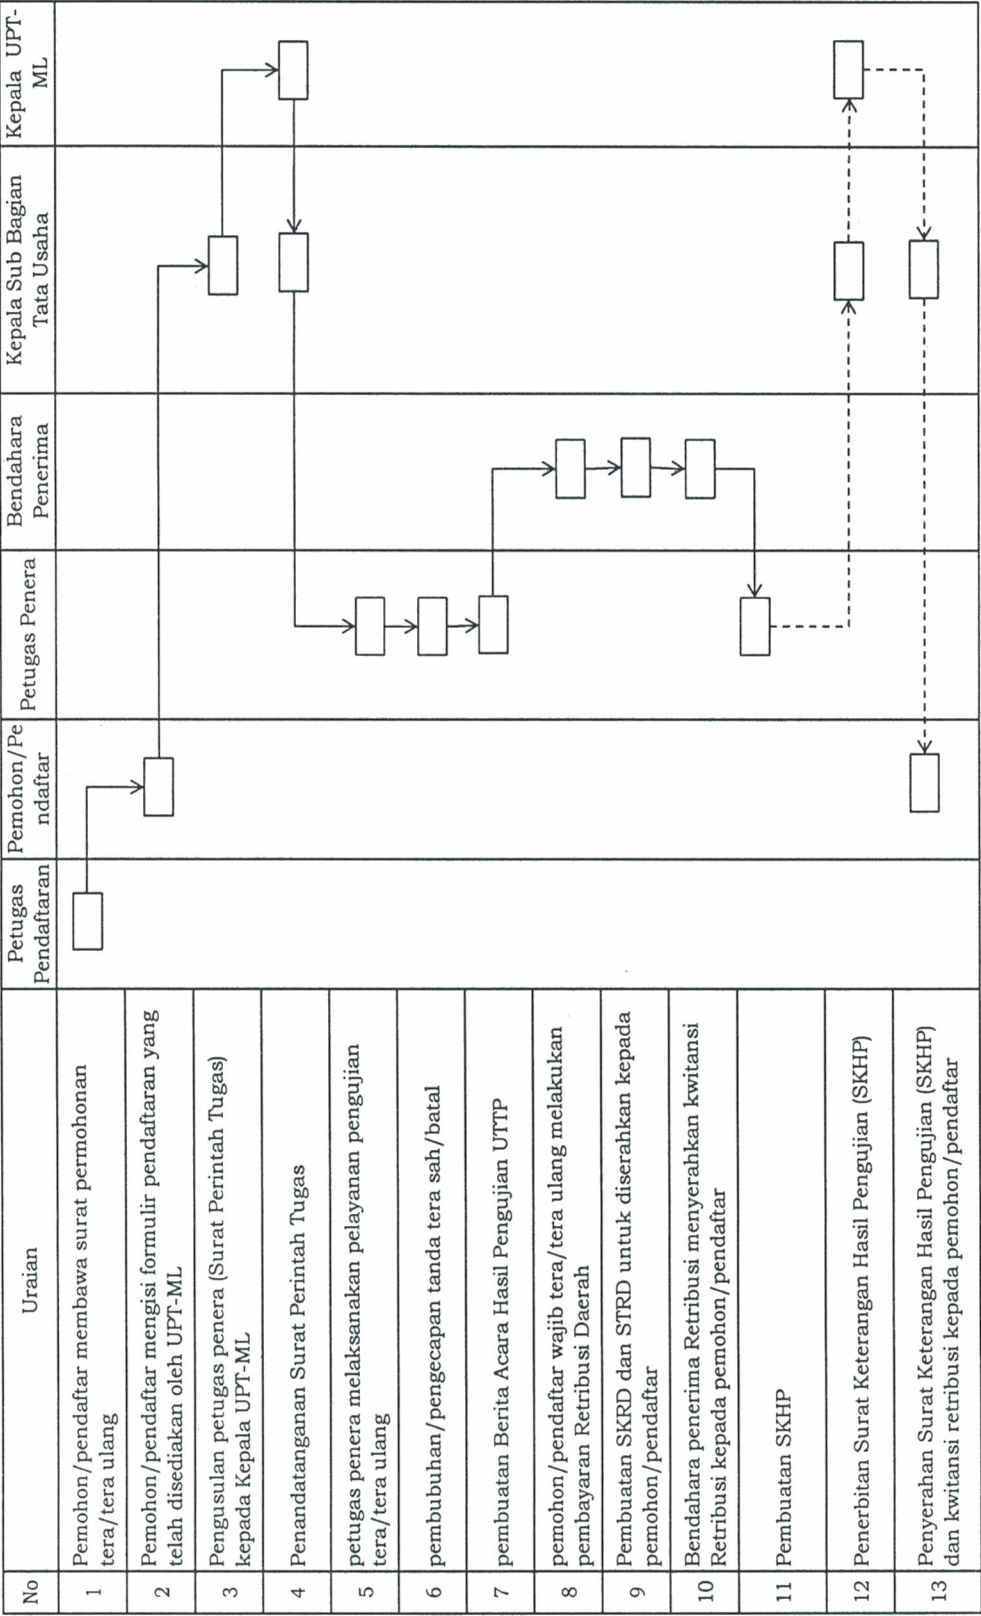 No
Uraian
Petugas
Pendaftaran
Pemohon/Pe
ndaftar
Petugas Penera
Bendahara
Penerima
Kepala Sub Bagian
Tata Usaha
Kepala UPT-
ML
1
Pemohon/pendaftar membawa surat permohonan
tera/tera ulang
2
Pemohon/pendaftar mengisi formulir pendaftaran yang
telah disediakan oleh UPT-ML
3
Pengusulan petugas penera (Surat Perintah Tugas)
kepada Kepala UPT-ML
4
Penandatanganan Surat Perintah Tugas
5
petugas penera melaksanakan pelayanan pengujian
tera/tera ulang
6
pembubuhan/pengecapan tanda tera sah/batal
7
pembuatan Berita Acara Hasil Pengujian UTTP
8
pemohon/pendaftar wajib tera/tera ulang melakukan
pembayaran Retribusi Daerah
9
Pembuatan SKRD dan STRD untuk diserahkan kepada
pemohon/pendaftar
10
Bendahara penerima Retribusi menyerahkan kwitansi
Retribusi kepada pemohon/pendaftar
11
Pembuatan SKHP
12
Penerbitan Surat Keterangan Hasil Pengujian (SKHP)
13
Penyerahan Surat Keterangan Hasil Pengujian (SKHP)
dan kwitansi retribusi kepada pemohon/pendaftar